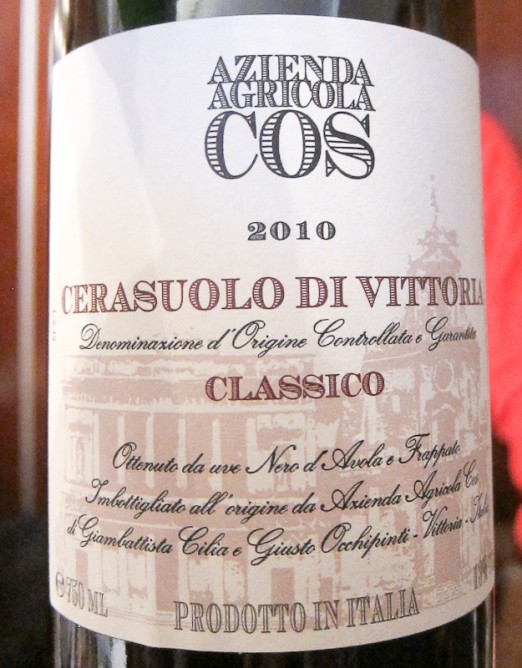 AZIENDA
AGRICOLA
COS
2010
CERASUOLO DI VITTORIA
Denominazione d'Origine Controllata e Garantita
CLASSICO
Ottenuto da uve Nero d'Avola e Frappato
Imbottigliato all'origine da Azienda Agricola Cos
di Giambattista Cilia e Giusto Occhipinti - Vittoria - Italia
℮ 750 ML
PRODOTTO IN ITALIA